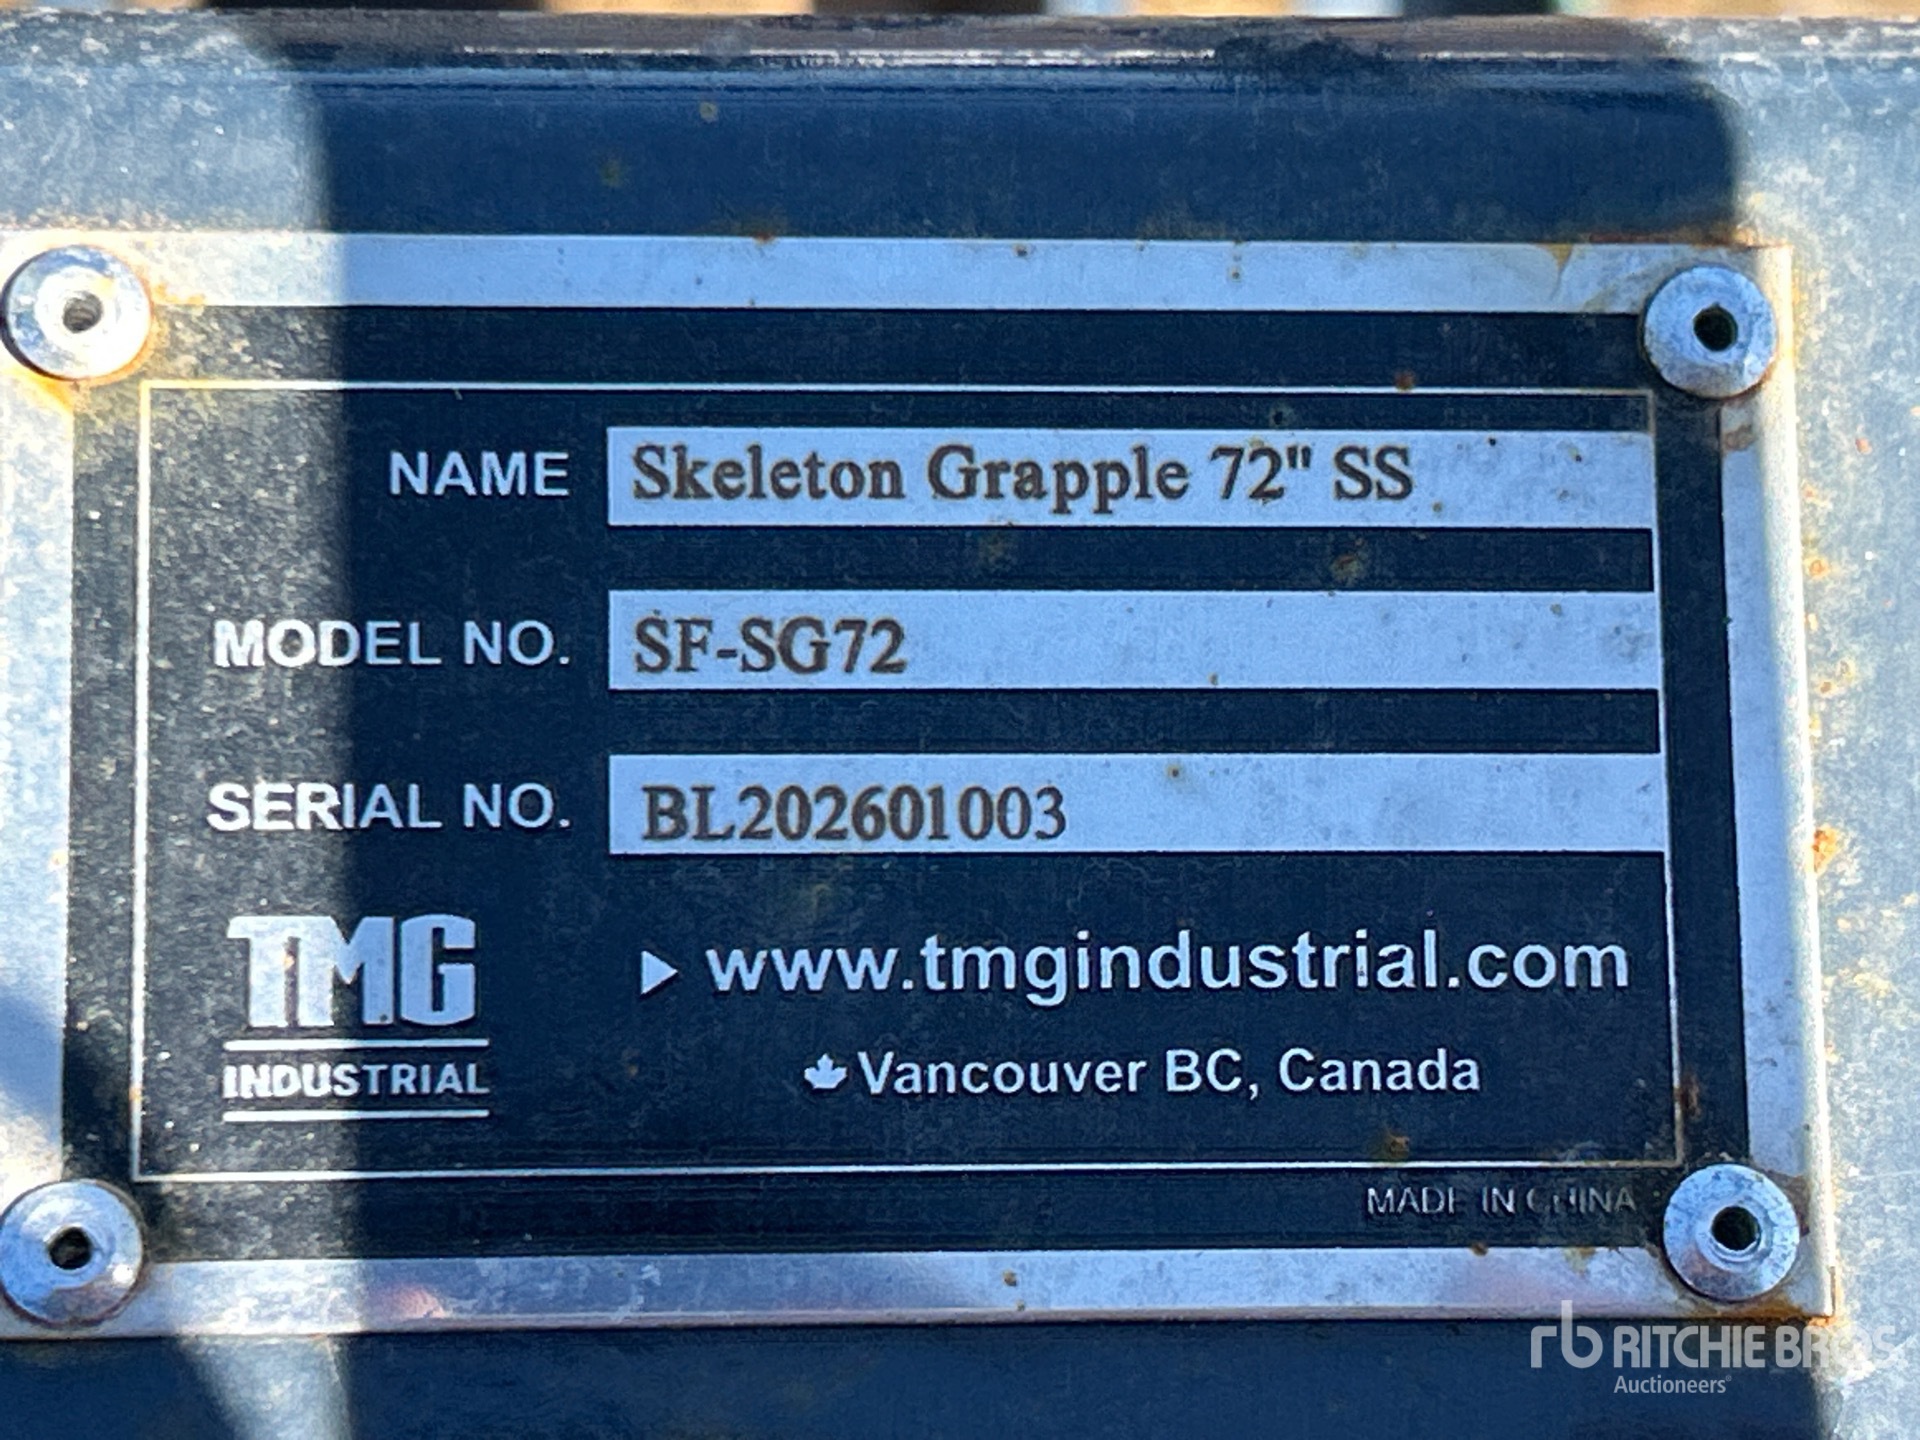 NAME Skeleton Grapple 72" SS
MODEL NO. SF-SG72
SERIAL NO. BL202601003
TMG
INDUSTRIAL
www.tmgindustrial.com
Vancouver BC, Canada
MADE IN CHINA
rb RITCHIE BROS.
Auctioneers